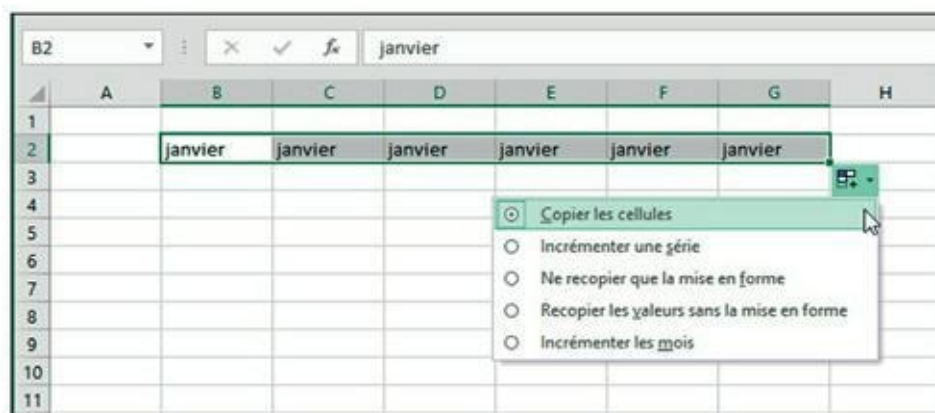 B2 fx janvier
A B C D E F G H
1
2 janvier janvier janvier janvier janvier janvier
3
4 Copier les cellules
5 Incrémenter une série
6 Ne recopier que la mise en forme
7
8 Recopier les valeurs sans la mise en forme
9 Incrémenter les mois
10
11